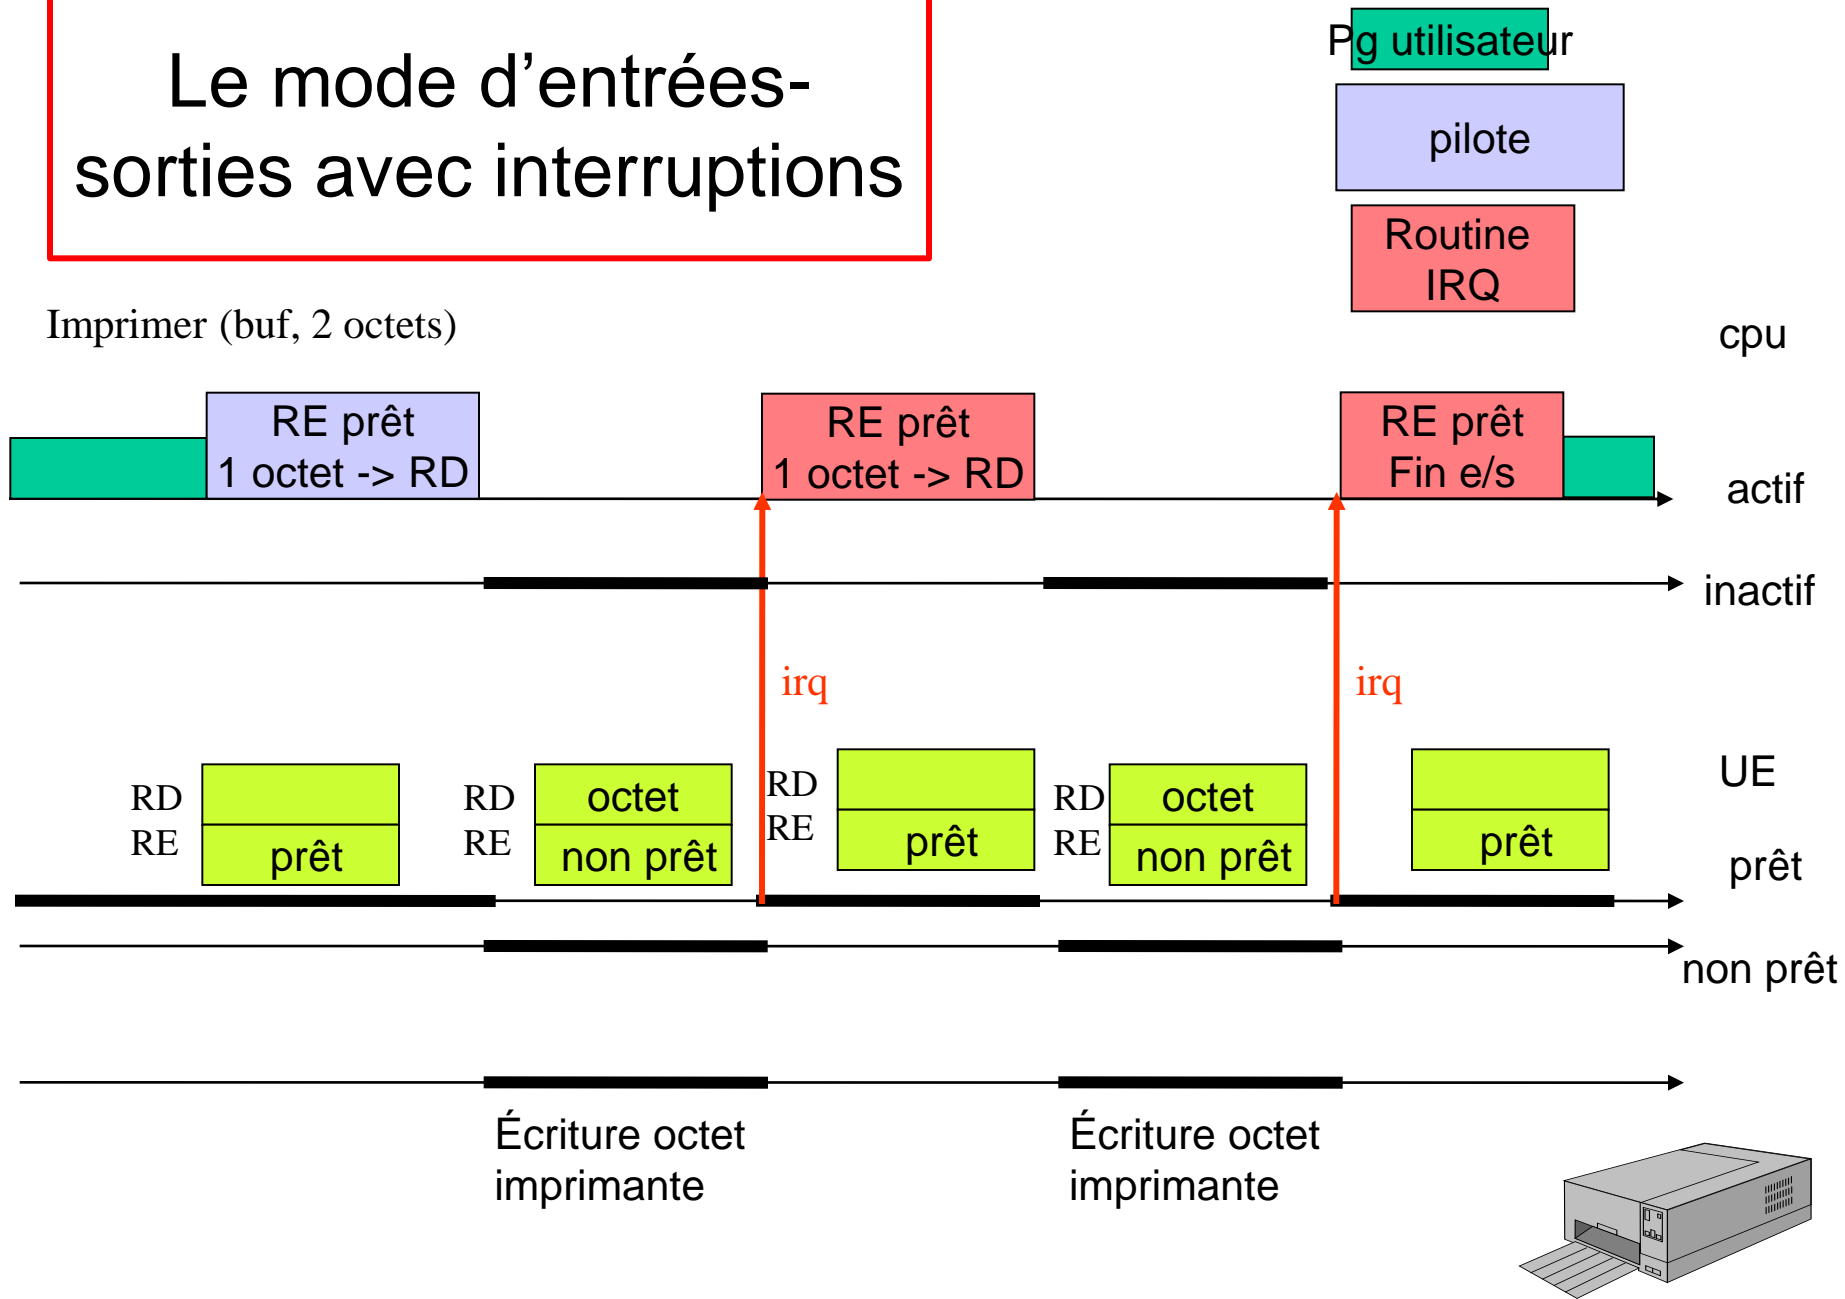 Le mode d’entrées-
sorties avec interruptions
Pg utilisateur
pilote
Routine
IRQ
Imprimer (buf, 2 octets)
cpu
RE prêt
1 octet -> RD
RE prêt
1 octet -> RD
RE prêt
Fin e/s
actif
inactif
irq
irq
RD
RE
prêt
RD
RE
octet
non prêt
RD
RE
prêt
RD
RE
octet
non prêt
prêt
UE
prêt
non prêt
Écriture octet
imprimante
Écriture octet
imprimante